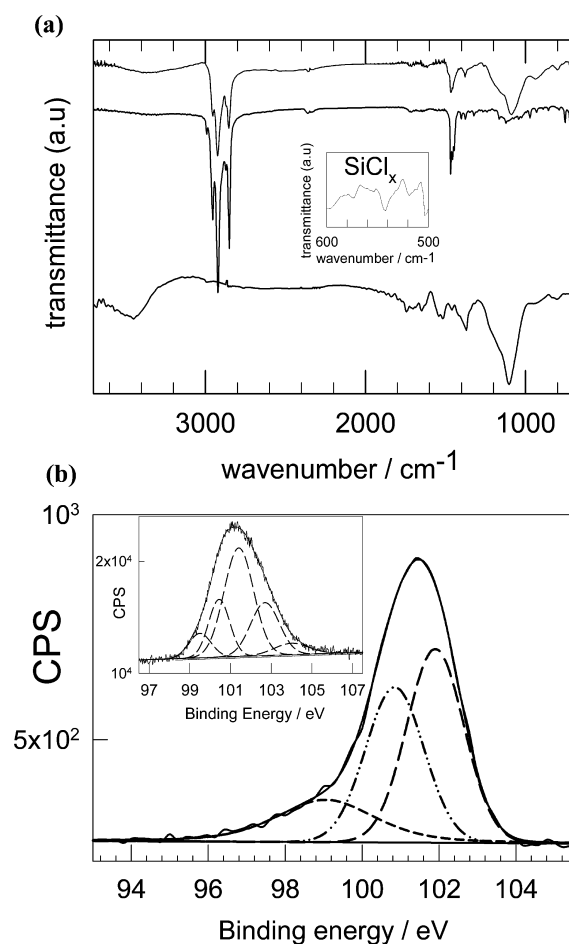 (a)
transmittance (a.u)
transmittance (a.u)
SiClx
600 500
wavenumber / cm-1
3000 2000 1000
wavenumber / cm-1
(b)
10³
CPS
5x10²
2x10⁴
CPS
10⁴
97 99 101 103 105 107
Binding Energy / eV
94 96 98 100 102 104
Binding energy / eV